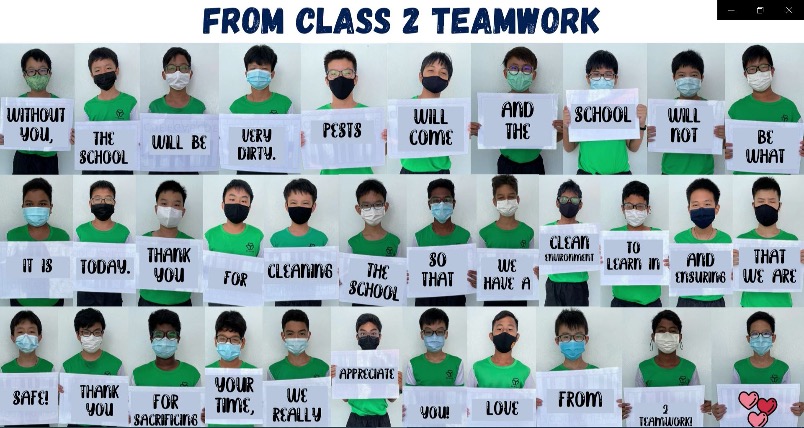 FROM CLASS 2 TEAMWORK
WITHOUT
YOU,
THE
SCHOOL
WILL BE
VERY
DIRTY.
PESTS
WILL
COME
AND
THE
SCHOOL
WILL
NOT
BE
WHAT
IT IS
TODAY.
THANK
YOU
FOR
CLEANING
THE
SCHOOL
SO
THAT
WE
HAVE A
CLEAN
ENVIRONMENT
TO
LEARN IN
AND
ENSURING
THAT
WE ARE
SAFE!
THANK
YOU
FOR
SACRIFICING
YOUR
TIME,
WE
REALLY
APPRECIATE
YOU!
LOVE
FROM
2
TEAMWORK!